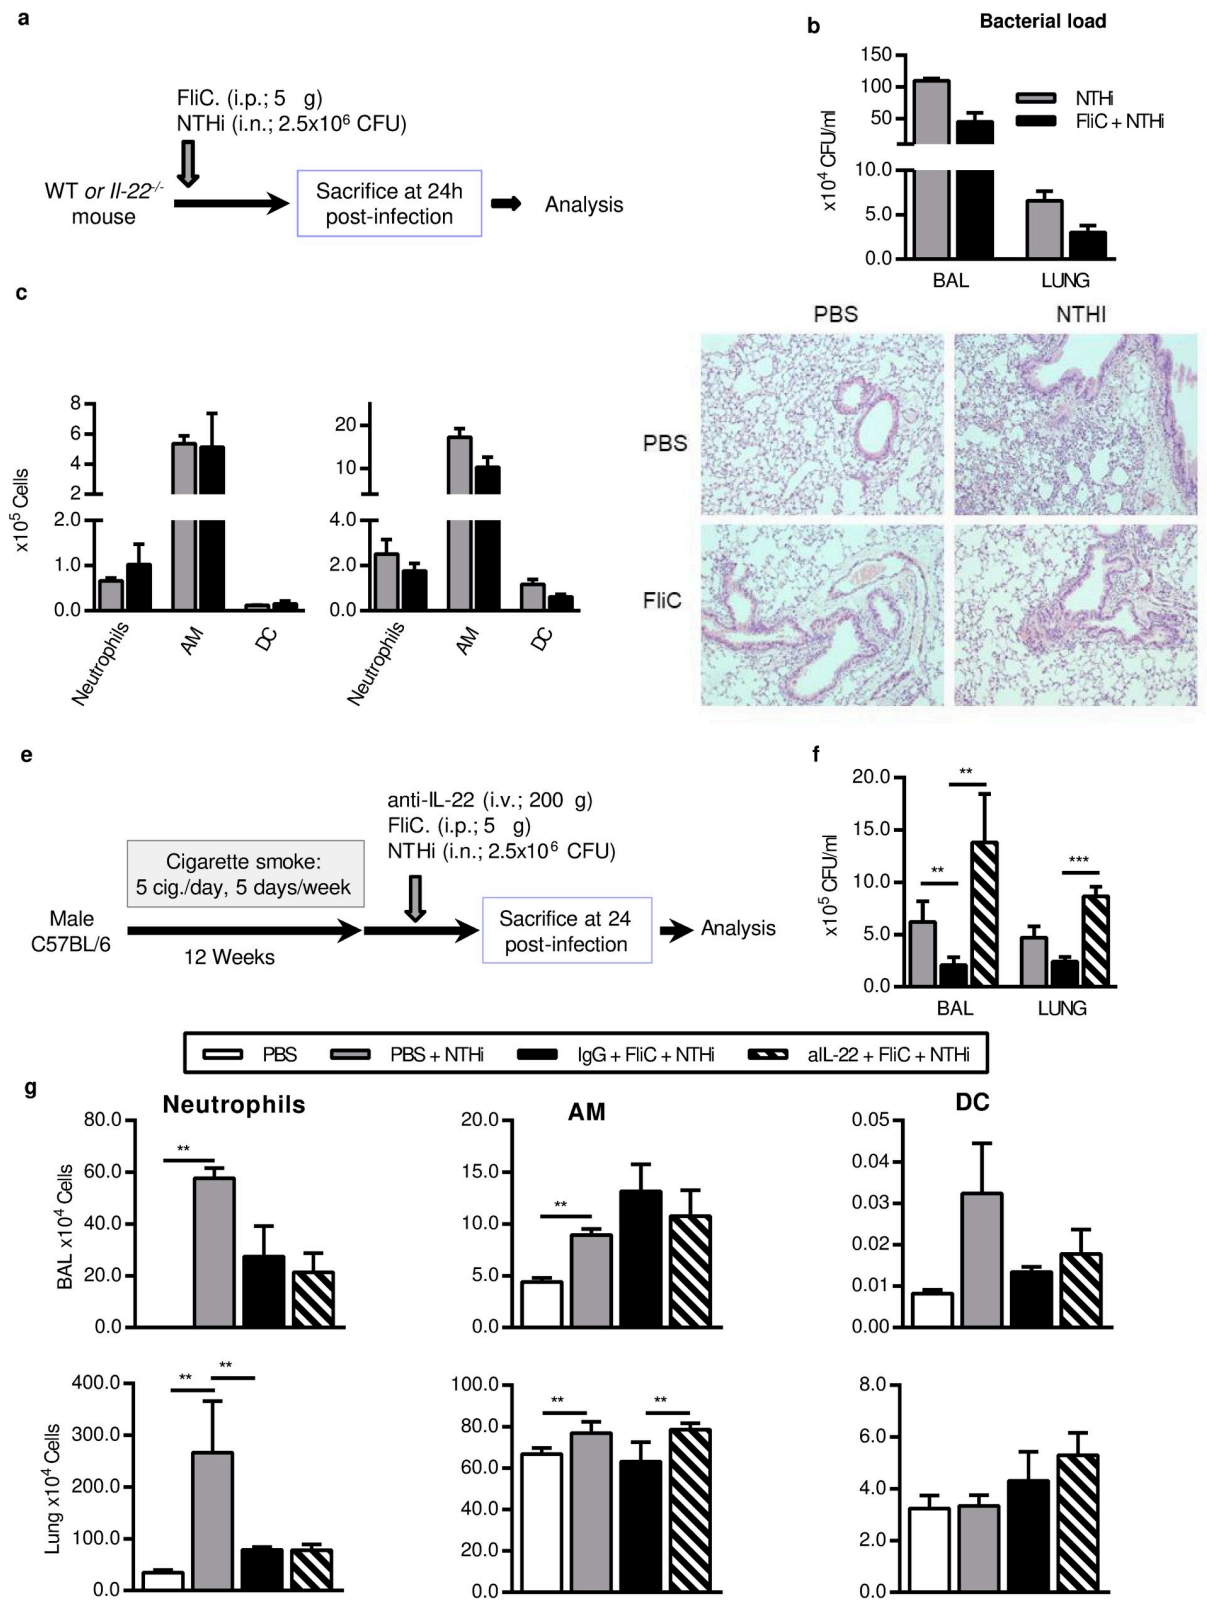 a
FliC. (i.p.; 5 g)
NTHi (i.n.; 2.5x10⁶ CFU)
WT or Il-22-/-
mouse
Sacrifice at 24h
post-infection
Analysis
b
Bacterial load
x10⁴ CFU/ml
150
100
50
10.0
5.0
0.0
NTHi
FliC + NTHi
BAL
LUNG
c
x10⁵ Cells
8
6
4
2
2.0
1.0
0.0
Neutrophils
AM
DC
20
10
4.0
2.0
0.0
Neutrophils
AM
DC
PBS
NTHI
PBS
FliC
e
anti-IL-22 (i.v.; 200 g)
FliC. (i.p.; 5 g)
NTHi (i.n.; 2.5x10⁶ CFU)
Cigarette smoke:
5 cig./day, 5 days/week
Male
C57BL/6
12 Weeks
Sacrifice at 24
post-infection
Analysis
f
x10⁵ CFU/ml
20.0
15.0
10.0
5.0
0.0
**
**
***
BAL
LUNG
PBS
PBS + NTHi
IgG + FliC + NTHi
aIL-22 + FliC + NTHi
g
Neutrophils
BAL x10⁴ Cells
80.0
60.0
40.0
20.0
0.0
**
AM
20.0
15.0
10.0
5.0
0.0
**
DC
0.05
0.04
0.03
0.02
0.01
0.00
Lung x10⁴ Cells
400.0
300.0
200.0
100.0
0.0
**
**
100.0
80.0
60.0
40.0
20.0
0.0
**
**
8.0
6.0
4.0
2.0
0.0